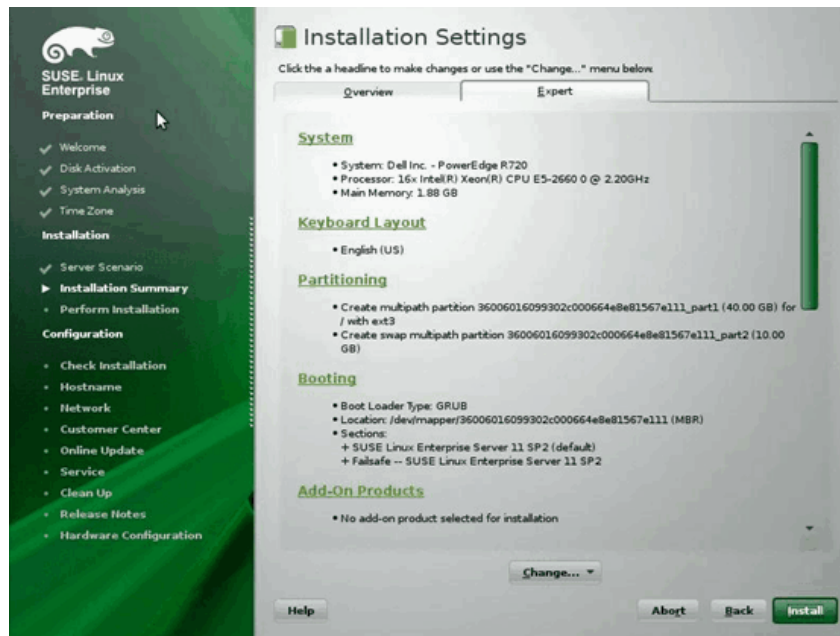 SUSE. Linux
Enterprise
Preparation
Welcome
Disk Activation
System Analysis
Time Zone
Installation
Server Scenario
Installation Summary
Perform Installation
Configuration
Check Installation
Hostname
Network
Customer Center
Online Update
Service
Clean Up
Release Notes
Hardware Configuration
Installation Settings
Click the a headline to make changes or use the "Change..." menu below.
Overview
Expert
System
• System: Dell Inc. - PowerEdge R720
• Processor: 16x Intel(R) Xeon(R) CPU E5-2660 0 @ 2.20GHz
• Main Memory: 1.88 GB
Keyboard Layout
• English (US)
Partitioning
• Create multipath partition 36006016099302c000664e8e81567e111_part1 (40.00 GB) for
/ with ext3
• Create swap multipath partition 36006016099302c000664e8e81567e111_part2 (10.00
GB)
Booting
• Boot Loader Type: GRUB
• Location: /dev/mapper/36006016099302c000664e8e81567e111 (MBR)
• Sections:
+ SUSE Linux Enterprise Server 11 SP2 (default)
+ Failsafe -- SUSE Linux Enterprise Server 11 SP2
Add-On Products
• No add-on product selected for installation
Change...
Help
Abort
Back
Install